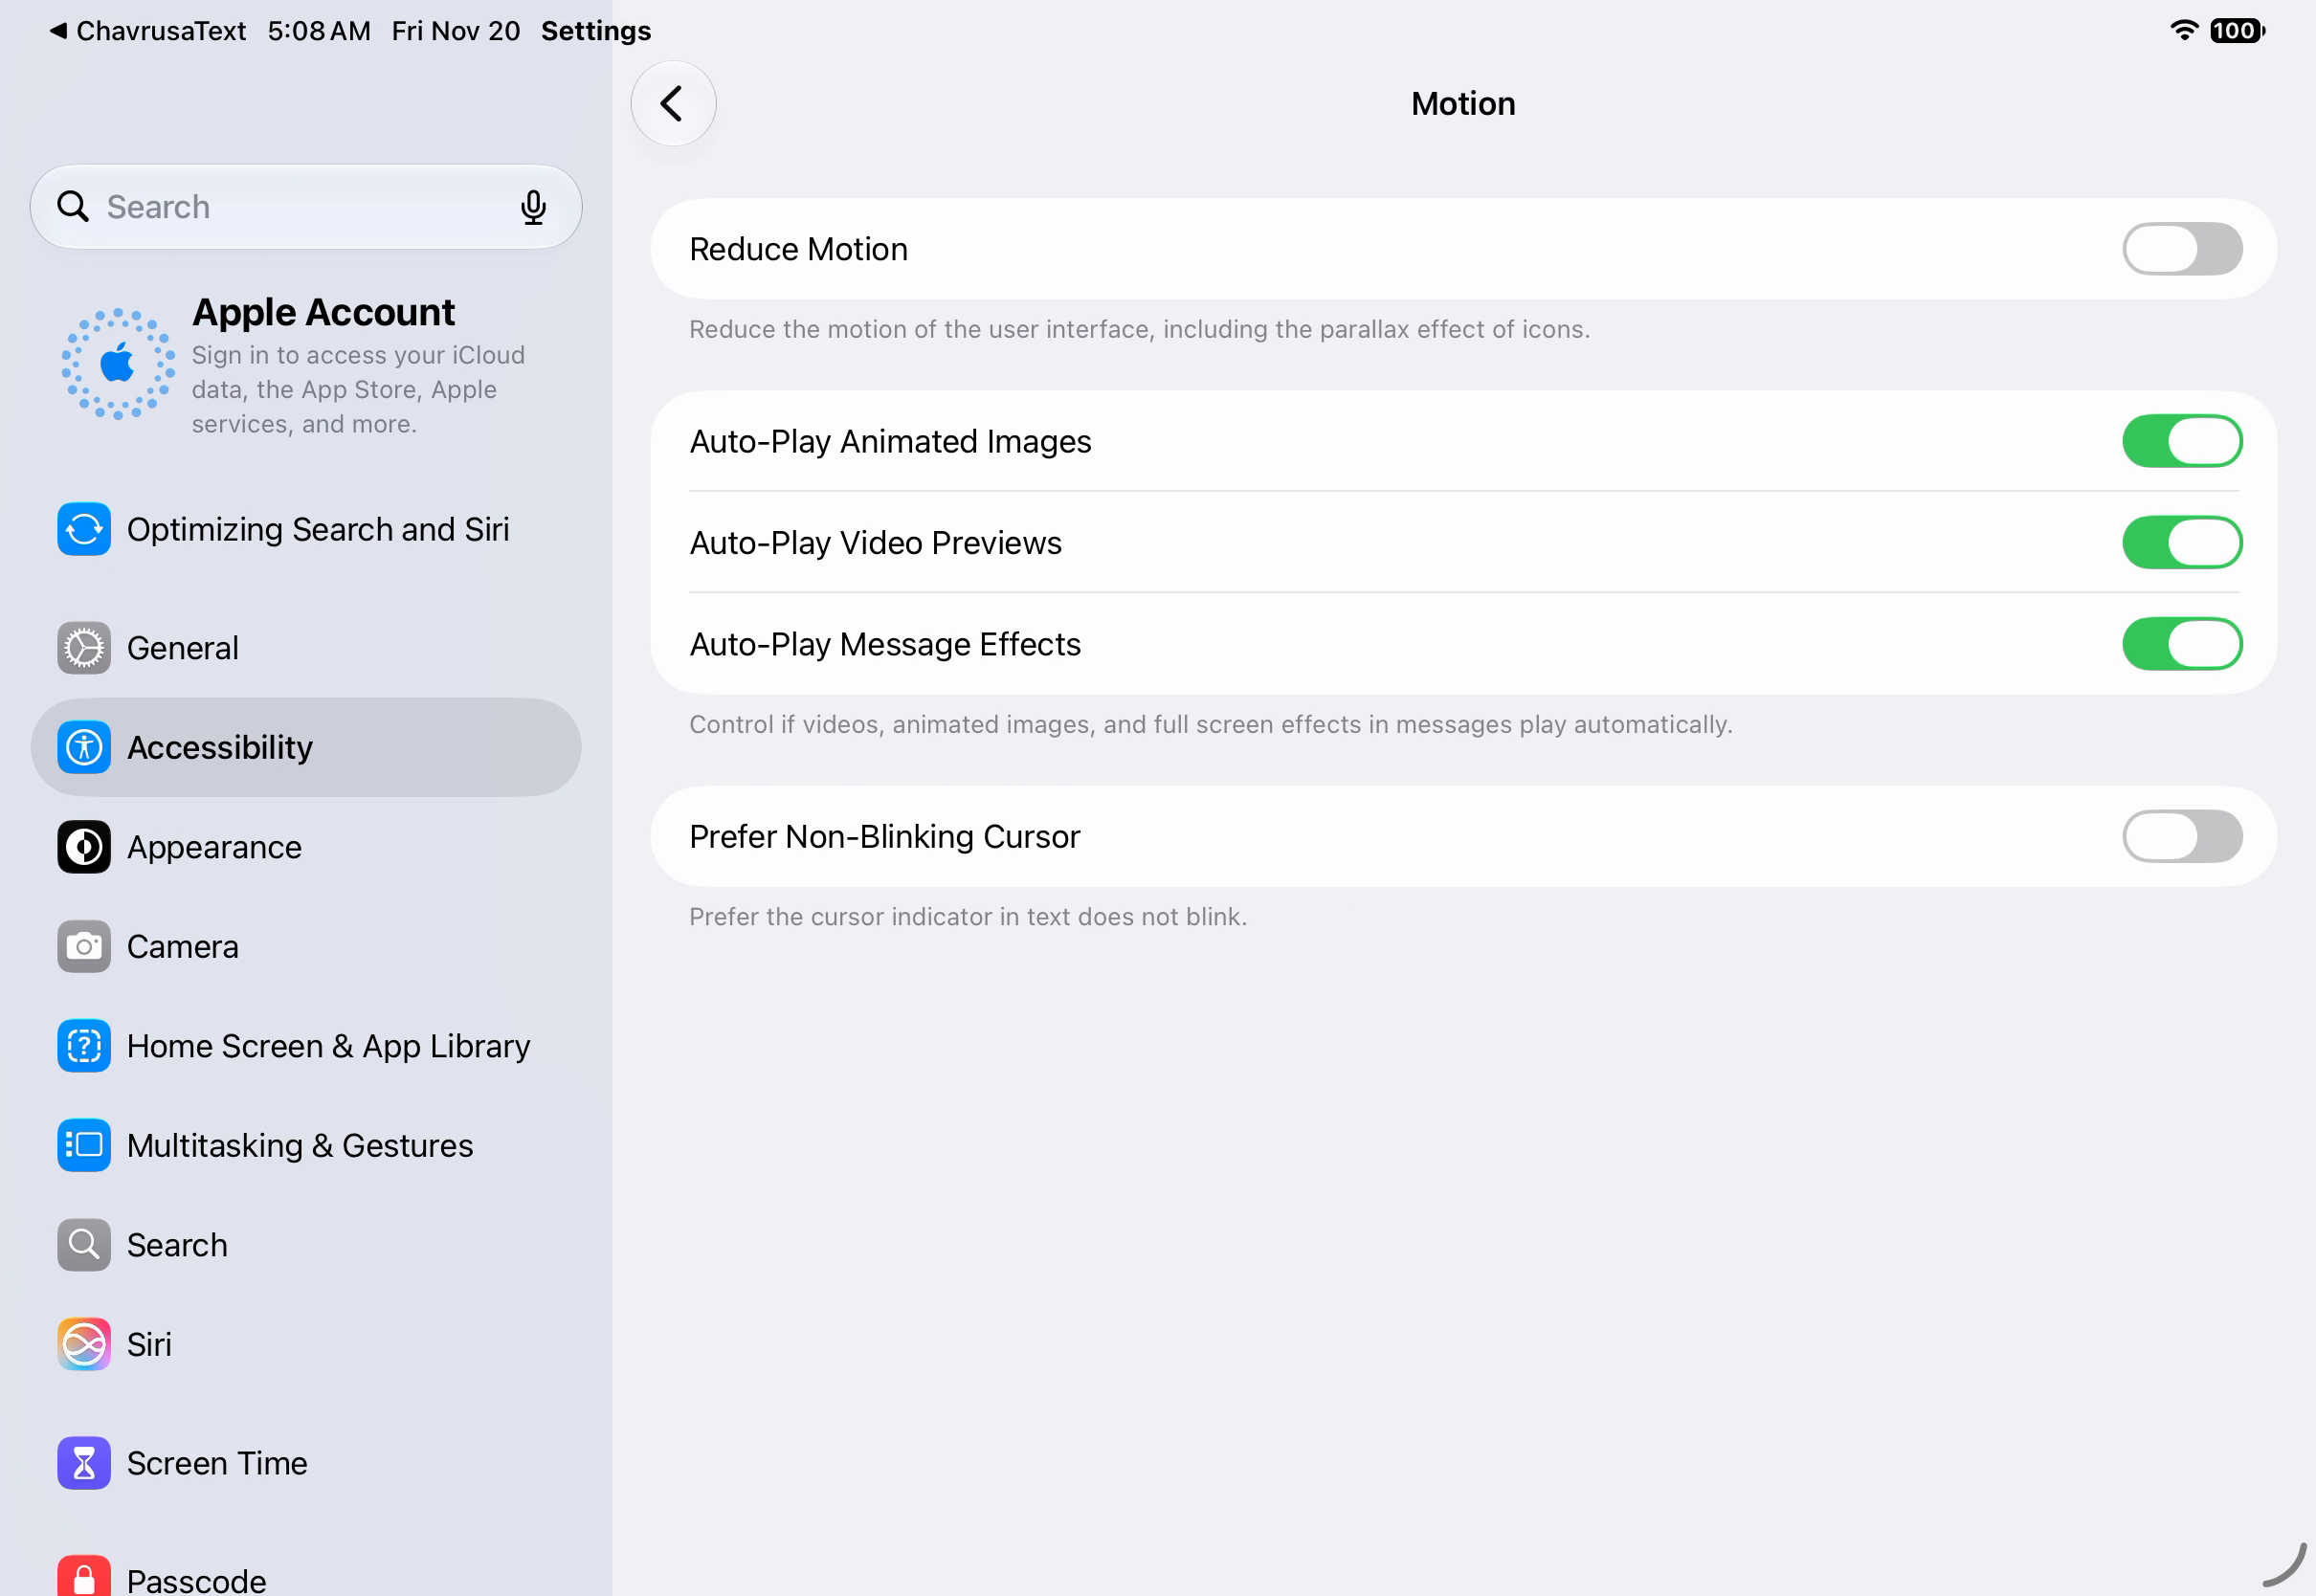 ChavrusaText 5:08 AM Fri Nov 20 Settings
100
Search
Apple Account
Sign in to access your iCloud
data, the App Store, Apple
services, and more.
Optimizing Search and Siri
General
Accessibility
Appearance
Camera
Home Screen & App Library
Multitasking & Gestures
Search
Siri
Screen Time
Passcode
Motion
Reduce Motion
Reduce the motion of the user interface, including the parallax effect of icons.
Auto-Play Animated Images
Auto-Play Video Previews
Auto-Play Message Effects
Control if videos, animated images, and full screen effects in messages play automatically.
Prefer Non-Blinking Cursor
Prefer the cursor indicator in text does not blink.